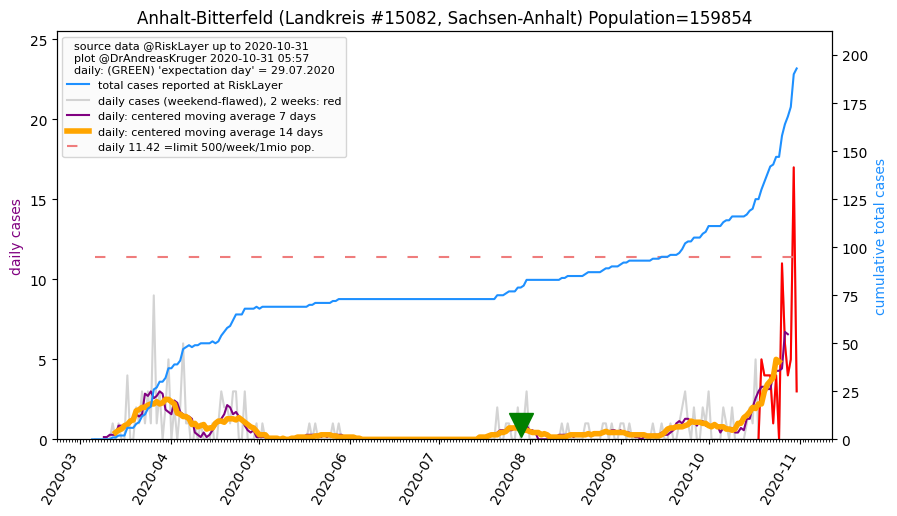 Anhalt-Bitterfeld (Landkreis #15082, Sachsen-Anhalt) Population=159854
source data @RiskLayer up to 2020-10-31
plot @DrAndreasKruger 2020-10-31 05:57
daily: (GREEN) 'expectation day' = 29.07.2020
total cases reported at RiskLayer
daily cases (weekend-flawed), 2 weeks: red
daily: centered moving average 7 days
daily: centered moving average 14 days
daily 11.42 =limit 500/week/1mio pop.
daily cases
25
20
15
10
5
0
cumulative total cases
200
175
150
125
100
75
50
25
0
2020-03
2020-04
2020-05
2020-06
2020-07
2020-08
2020-09
2020-10
2020-11